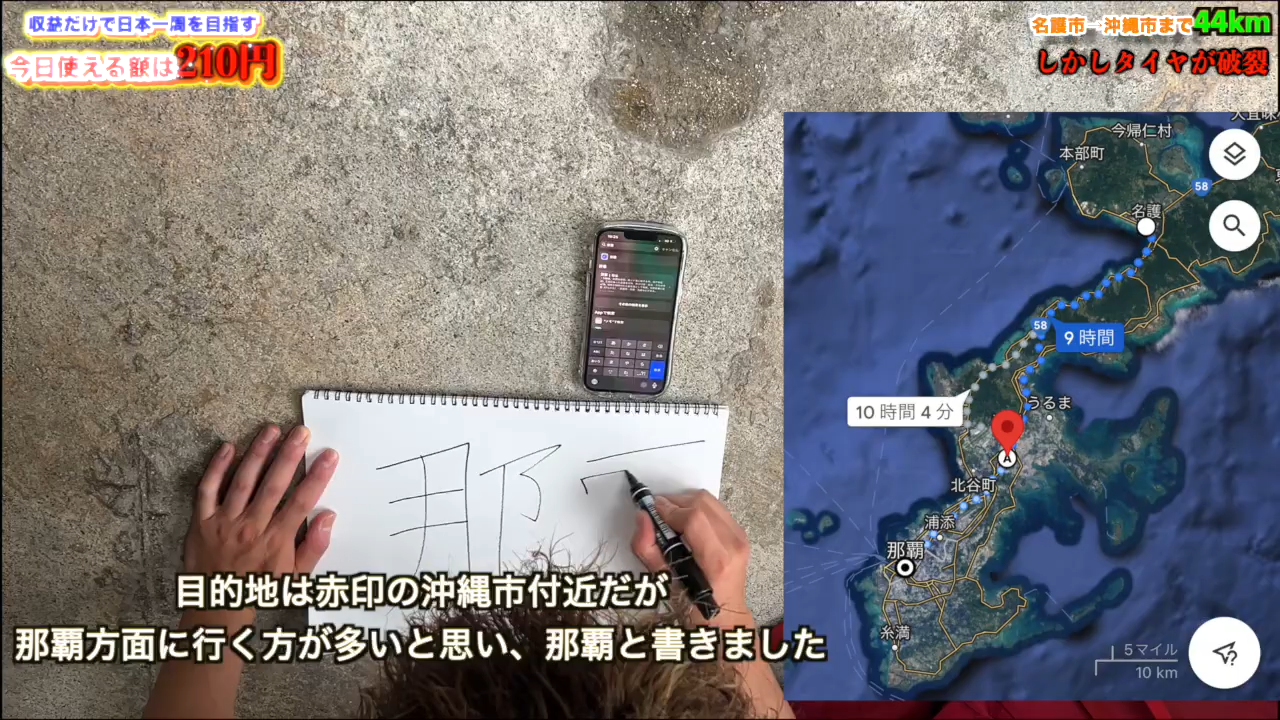 収益だけで日本一周を目指す
今日使える額は210円
名護市→沖縄市まで44km
しかしタイヤが破裂
今帰仁村
本部町
58
名護
58
9 時間
10 時間 4 分
うるま
A
北谷町
浦添
那覇
糸満
5マイル
10 km
那
目的地は赤印の沖縄市付近だが
那覇方面に行く方が多いと思い、那覇と書きました